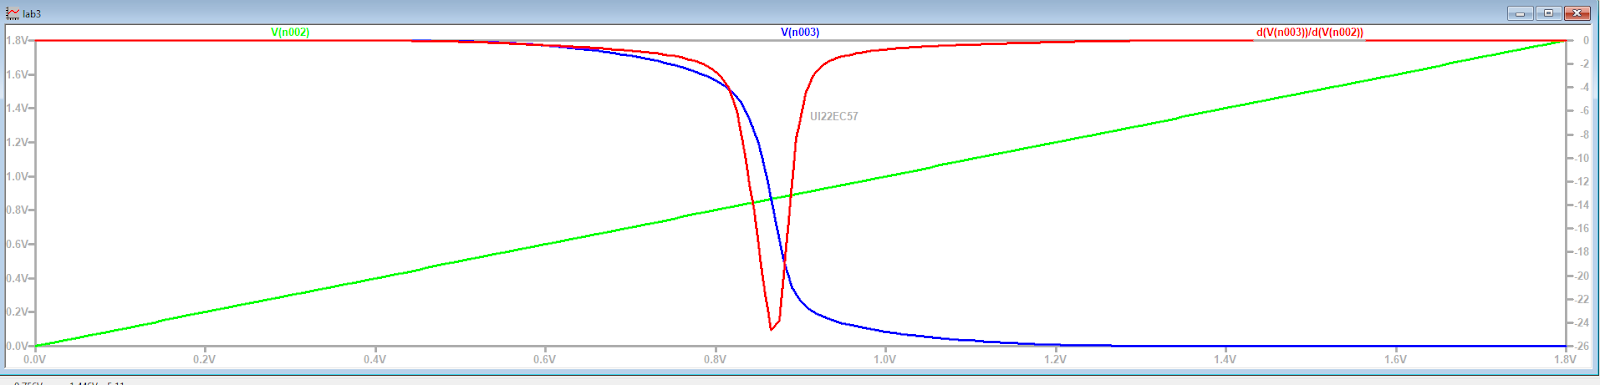 lab3
V(n002) V(n003) d(V(n003))/d(V(n002))
1.8V 0
-2
1.6V
-4
1.4V
-6
UI22EC57
1.2V -8
-10
1.0V
-12
0.8V -14
-16
0.6V
-18
0.4V -20
-22
0.2V
-24
0.0V -26
0.0V 0.2V 0.4V 0.6V 0.8V 1.0V 1.2V 1.4V 1.6V 1.8V